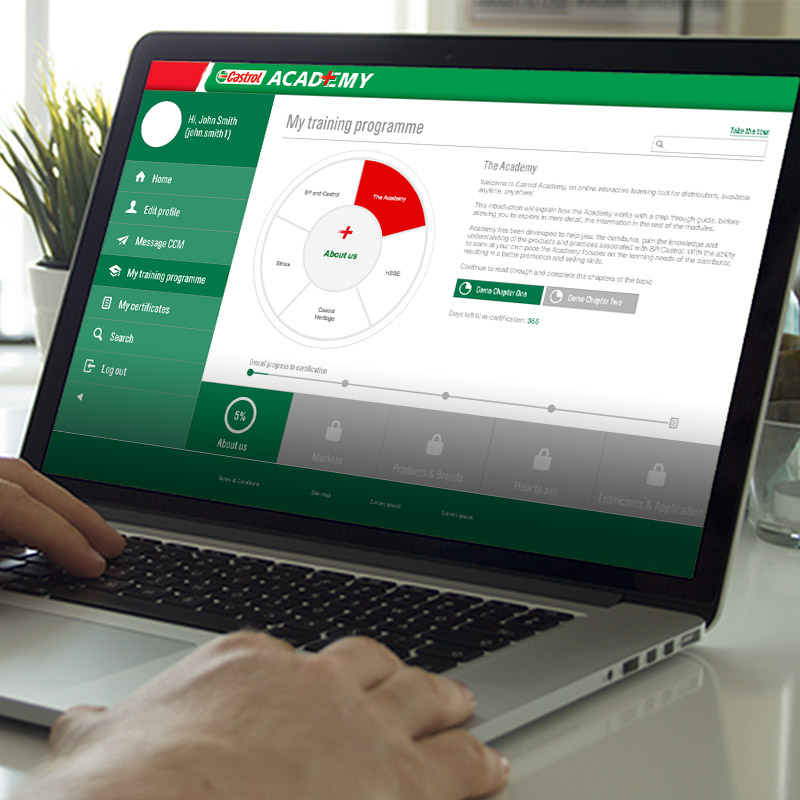 Castrol ACADEMY
Hi, John Smith
(john.smith1)
Home
Edit profile
Message CCM
My training programme
My certificates
Search
Log out
My training programme
Take the tour
BP and Castrol
The Academy
Ethics
HSSE
Castrol
Heritage
About us
The Academy
Welcome to Castrol Academy, an online interactive learning tool for distributors, available
anytime, anywhere!
This introduction will explain how the Academy works with a step through guide, before
allowing you to explore in more detail, the information in the rest of the modules.
Academy has been developed to help you, the distributor, gain the knowledge and
understanding of the products and practices associated with BP/Castrol. With the ability
to learn at your own pace the Academy focuses on the learning needs of the distributor,
resulting in a better promotion and selling skills.
Continue to read through and complete the chapters of the topic
Demo Chapter One
Demo Chapter Two
Days left til re-certification: 365
Overall progress to certification
5%
About us
Markets
Products & Brands
How to sell
Lubricants & Application
Terms & Conditions
Site map
Lorem ipsum
Lorem ipsum